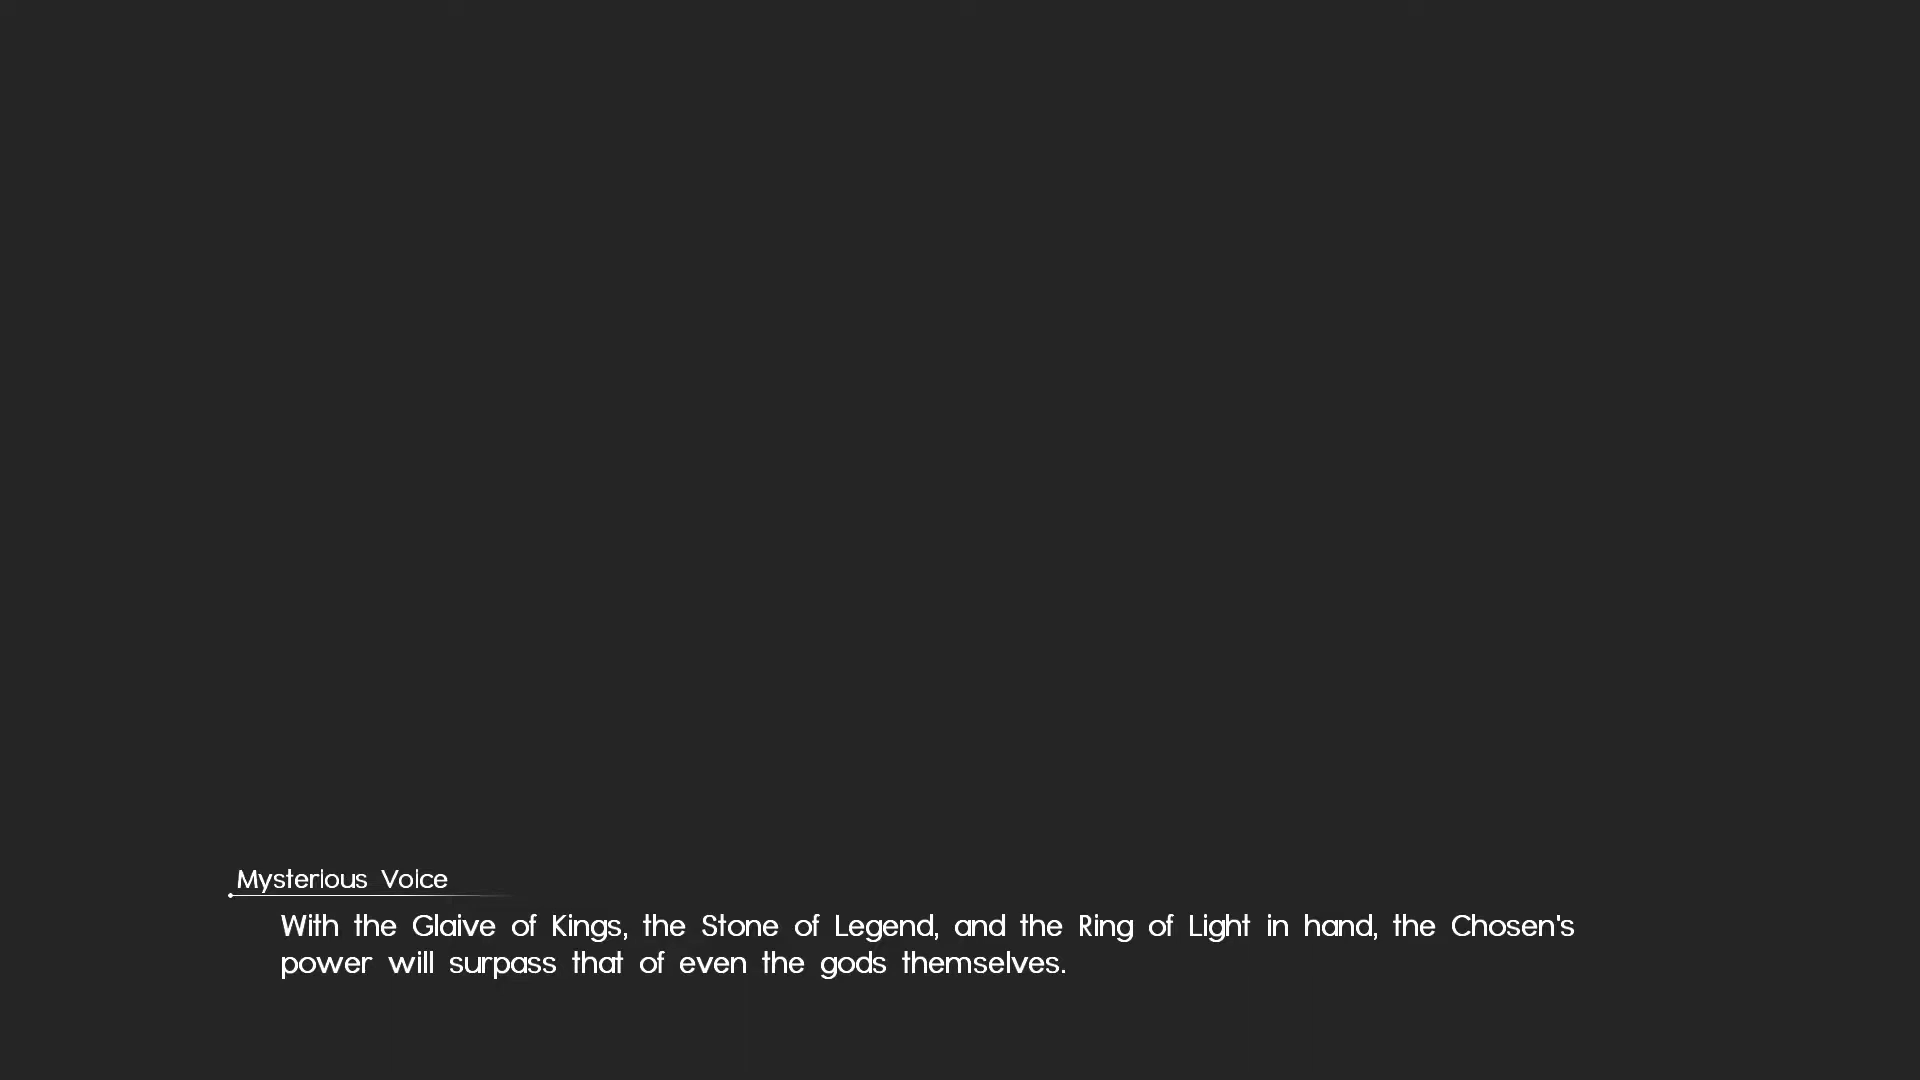 Mysterious Voice
With the Glaive of Kings, the Stone of Legend, and the Ring of Light in hand, the Chosen's
power will surpass that of even the gods themselves.